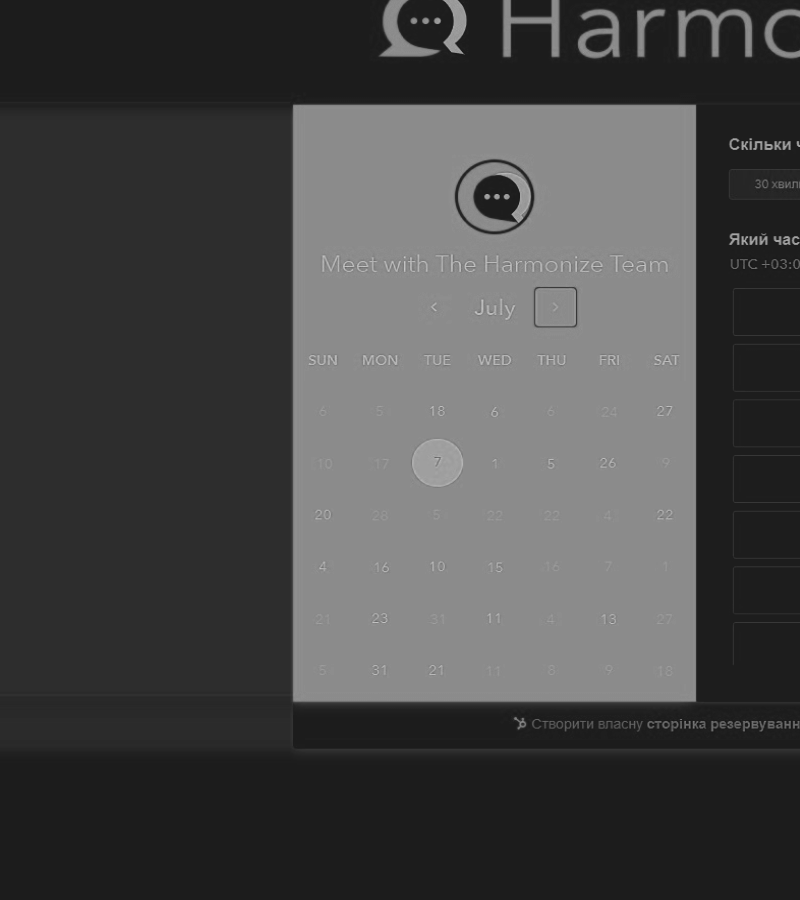 Harmo
Meet with The Harmonize Team
< July >
SUN MON TUE WED THU FRI SAT
6 5 18 6 6 24 27
10 17 7 1 5 26 9
20 28 5 22 22 4 22
4 16 10 15 16 7 1
21 23 31 11 4 13 27
5 31 21 11 8 9 18
Скільки ч
30 хвил
Який час
UTC +03:0
Створити власну сторінка резервуванн